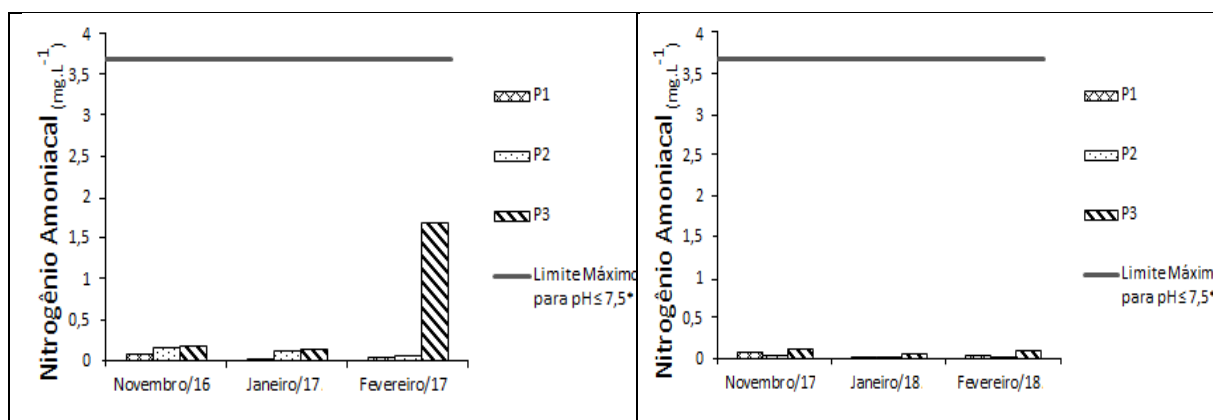 Nitrogênio Amoniacal (mg.L-1)
4
3,5
3
2,5
2
1,5
1
0,5
0
Novembro/16
Janeiro/17
Fevereiro/17
P1
P2
P3
Limite Máximo
para pH≤7,5*
Nitrogênio Amoniacal (mg.L-1)
4
3,5
3
2,5
2
1,5
1
0,5
0
Novembro/17
Janeiro/18.
Fevereiro/18.
P1
P2
P3
Limite Máxim
para pH≤7,5*